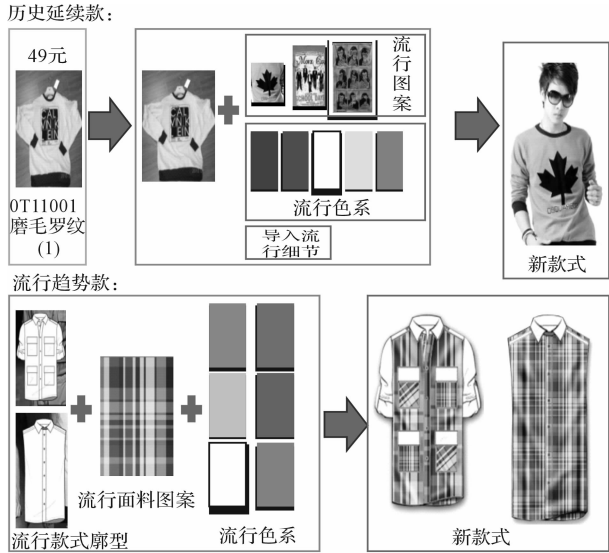 历史延续款:
49元
0T11001
磨毛罗纹
(1)
流行
图案
流行色系
导入流
行细节
新款式
流行趋势款:
流行款式廓型
流行面料图案
流行色系
新款式